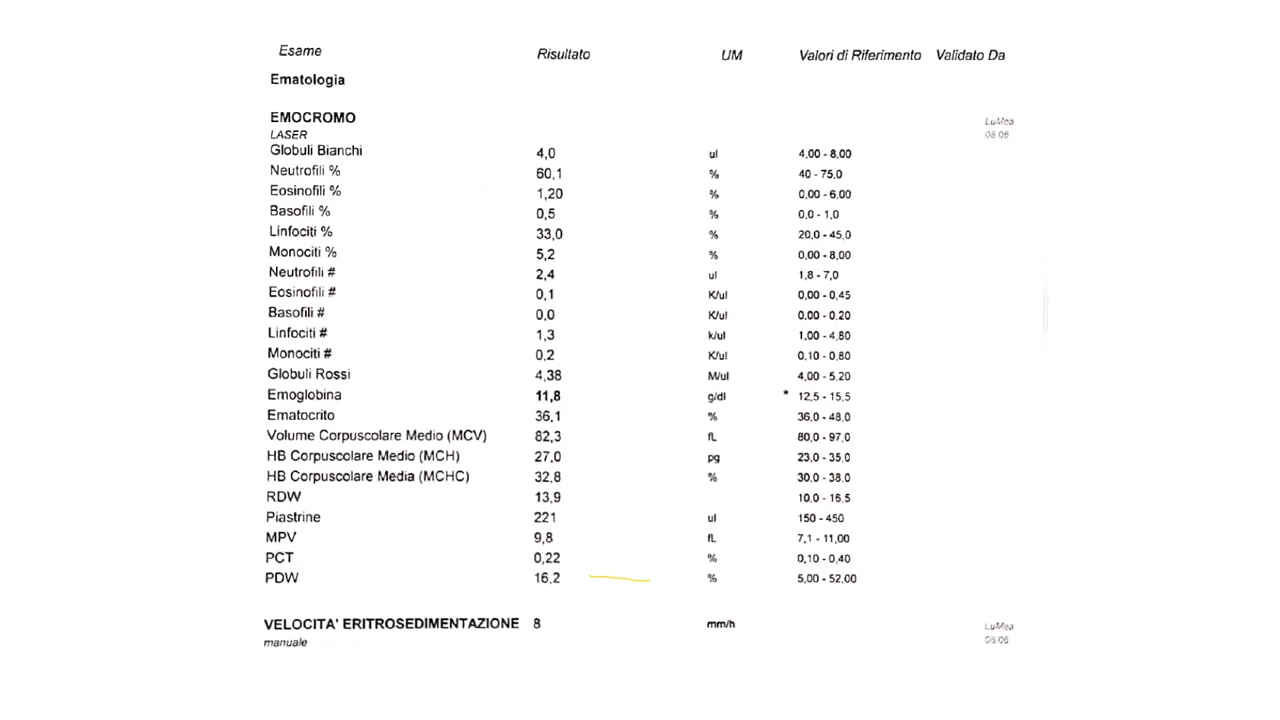 Esame Risultato UM Valori di Riferimento Validato Da
Ematologia
EMOCROMO LuMea
LASER 08.06
Globuli Bianchi 4,0 ul 4,00 - 8,00
Neutrofili % 60,1 % 40 - 75,0
Eosinofili % 1,20 % 0,00 - 6,00
Basofili % 0,5 % 0,0 - 1,0
Linfociti % 33,0 % 20,0 - 45,0
Monociti % 5,2 % 0,00 - 8,00
Neutrofili # 2,4 ul 1,8 - 7,0
Eosinofili # 0,1 K/ul 0,00 - 0,45
Basofili # 0,0 K/ul 0,00 - 0,20
Linfociti # 1,3 k/ul 1,00 - 4,80
Monociti # 0,2 K/ul 0,10 - 0,80
Globuli Rossi 4,38 M/ul 4,00 - 5,20
Emoglobina 11,8 g/dl * 12,5 - 15,5
Ematocrito 36,1 % 36,0 - 48,0
Volume Corpuscolare Medio (MCV) 82,3 fL 80,0 - 97,0
HB Corpuscolare Medio (MCH) 27,0 pg 23,0 - 35,0
HB Corpuscolare Media (MCHC) 32,8 % 30,0 - 38,0
RDW 13,9 10,0 - 16,5
Piastrine 221 ul 150 - 450
MPV 9,8 fL 7,1 - 11,00
PCT 0,22 % 0,10 - 0,40
PDW 16,2 % 5,00 - 52,00
VELOCITA' ERITROSEDIMENTAZIONE 8 mm/h LuMea
manuale 08.06